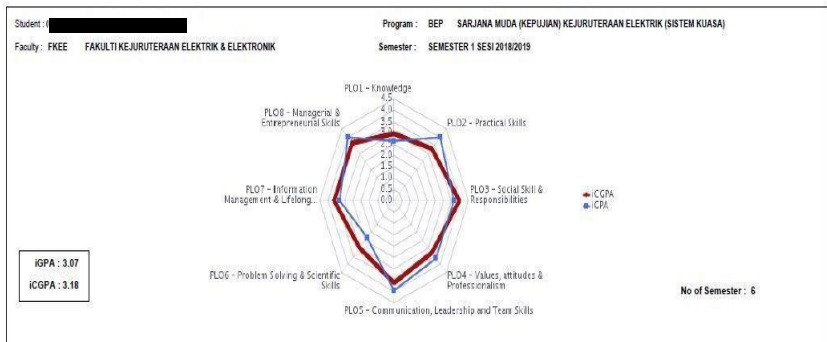 Student :
Program : BEP SARJANA MUDA (KEPUJIAN) KEJURUTERAAN ELEKTRIK (SISTEM KUASA)
Faculty : FKEE FAKULTI KEJURUTERAAN ELEKTRIK & ELEKTRONIK
Semester : SEMESTER 1 SESI 2018/2019
PLO1 - Knowledge
4.5
4.0
3.5
3.0
2.5
2.0
1.5
1.0
0.5
0.0
PLO2 - Practical Skills
PLO3 - Social Skill &
Responsibilities
PLO4 - Values, attitudes &
Professionalism
PLO5 - Communication, Leadership and Team Skills
PLO6 - Problem Solving & Scientific
Skills
PLO7 - Information
Management & Lifelong...
PLO8 - Managerial &
Entrepreneurial Skills
iCGPA
iGPA
iGPA : 3.07
iCGPA : 3.18
No of Semester : 6